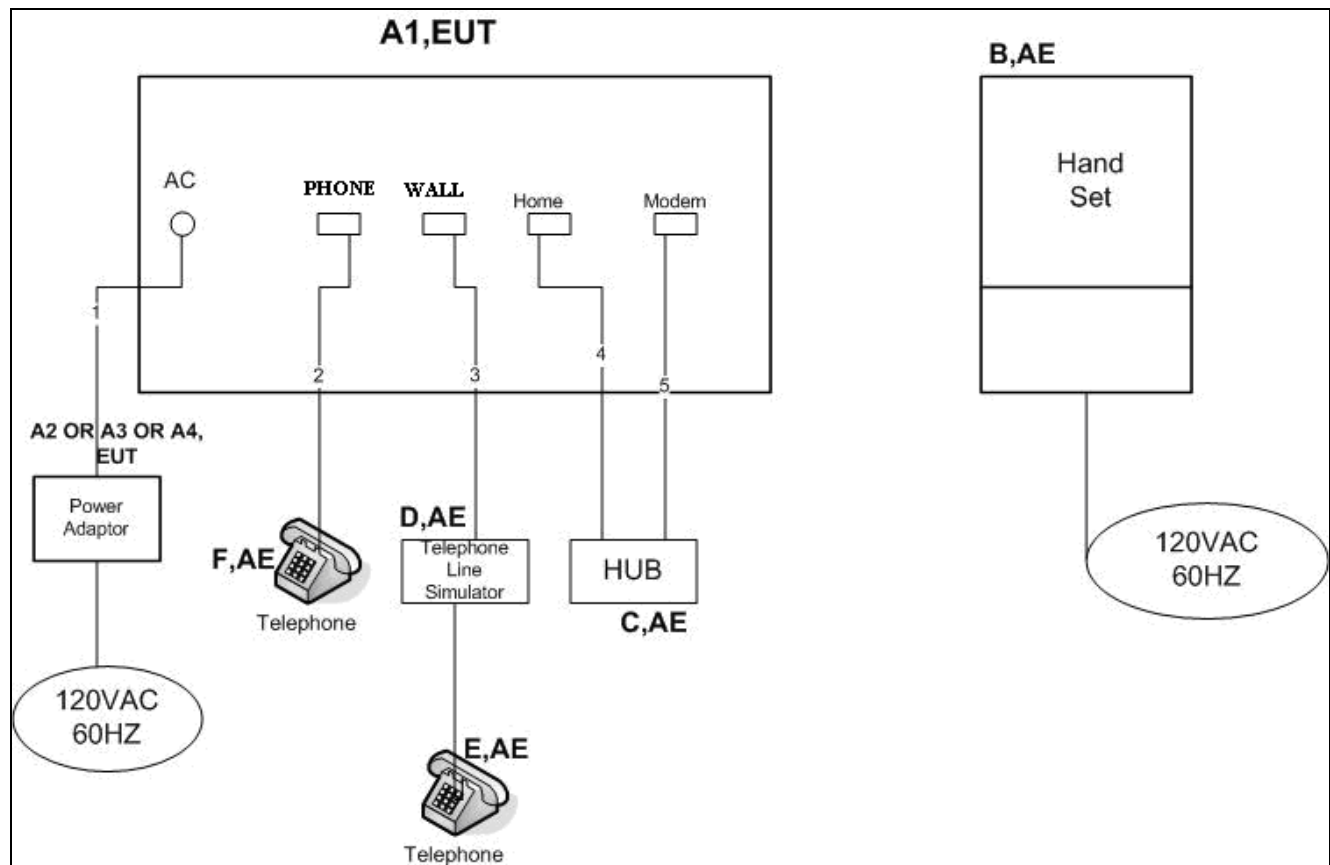 A1,EUT
B,AE
AC
PHONE
WALL
Home
Modem
Hand
Set
1
2
3
4
5
A2 OR A3 OR A4,
EUT
Power
Adaptor
120VAC
60HZ
F,AE
Telephone
D,AE
Telephone
Line
Simulator
HUB
C,AE
E,AE
Telephone
120VAC
60HZ